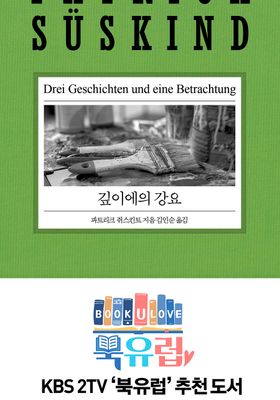 PATRICK
SÜSKIND
Drei Geschichten und eine Betrachtung
깊이에의 강요
파트리크 쥐스킨트 지음 김인순 옮김
BOOK U LOVE
북유럽
KBS 2TV ‘북유럽’ 추천 도서